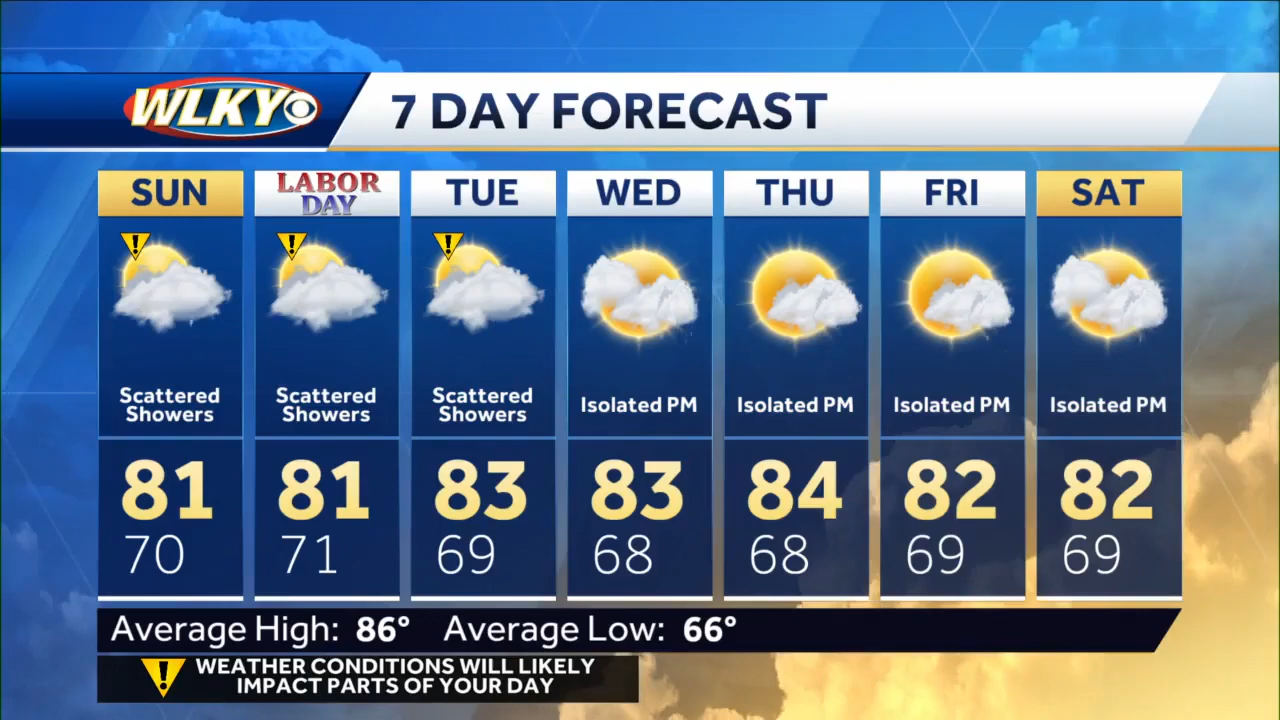 WLKY
7 DAY FORECAST
SUN
LABOR
DAY
TUE
WED
THU
FRI
SAT
!
!
!
Scattered
Showers
Scattered
Showers
Scattered
Showers
Isolated PM
Isolated PM
Isolated PM
Isolated PM
81
81
83
83
84
82
82
70
71
69
68
68
69
69
Average High: 86° Average Low: 66°
! WEATHER CONDITIONS WILL LIKELY
IMPACT PARTS OF YOUR DAY